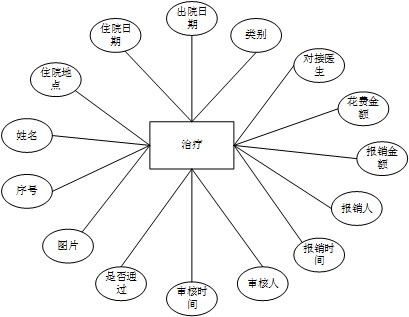 出院日
期
住院日
期
类别
对接医
生
住院地
点
花费金
额
姓名
治疗
报销金
额
序号
报销人
图片
报销时
间
是否通
过
审核时
间
审核人